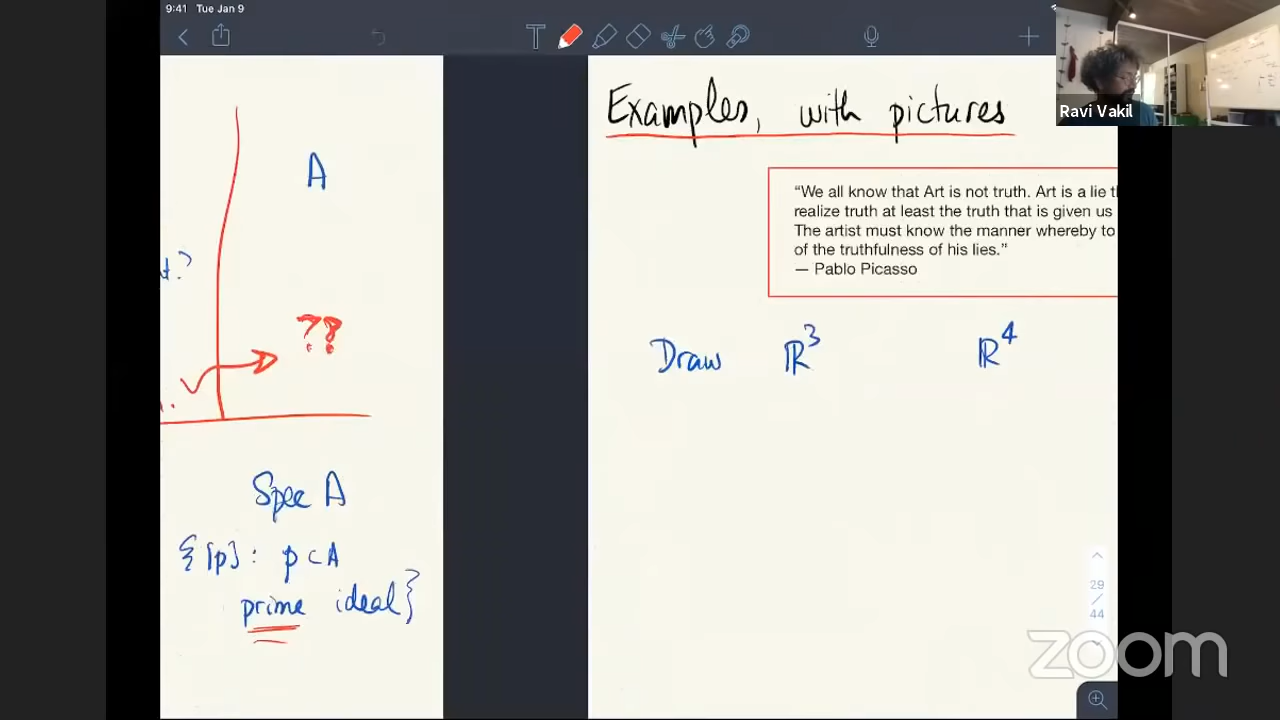 9:41 Tue Jan 9
Ravi Vakil
A
??
Spec A
{[p]: p ⊂ A
prime ideal}
Examples, with pictures
“We all know that Art is not truth. Art is a lie t
realize truth at least the truth that is given us
The artist must know the manner whereby to
of the truthfulness of his lies.”
— Pablo Picasso
Draw ℝ³ ℝ⁴
29
/
44
zoom